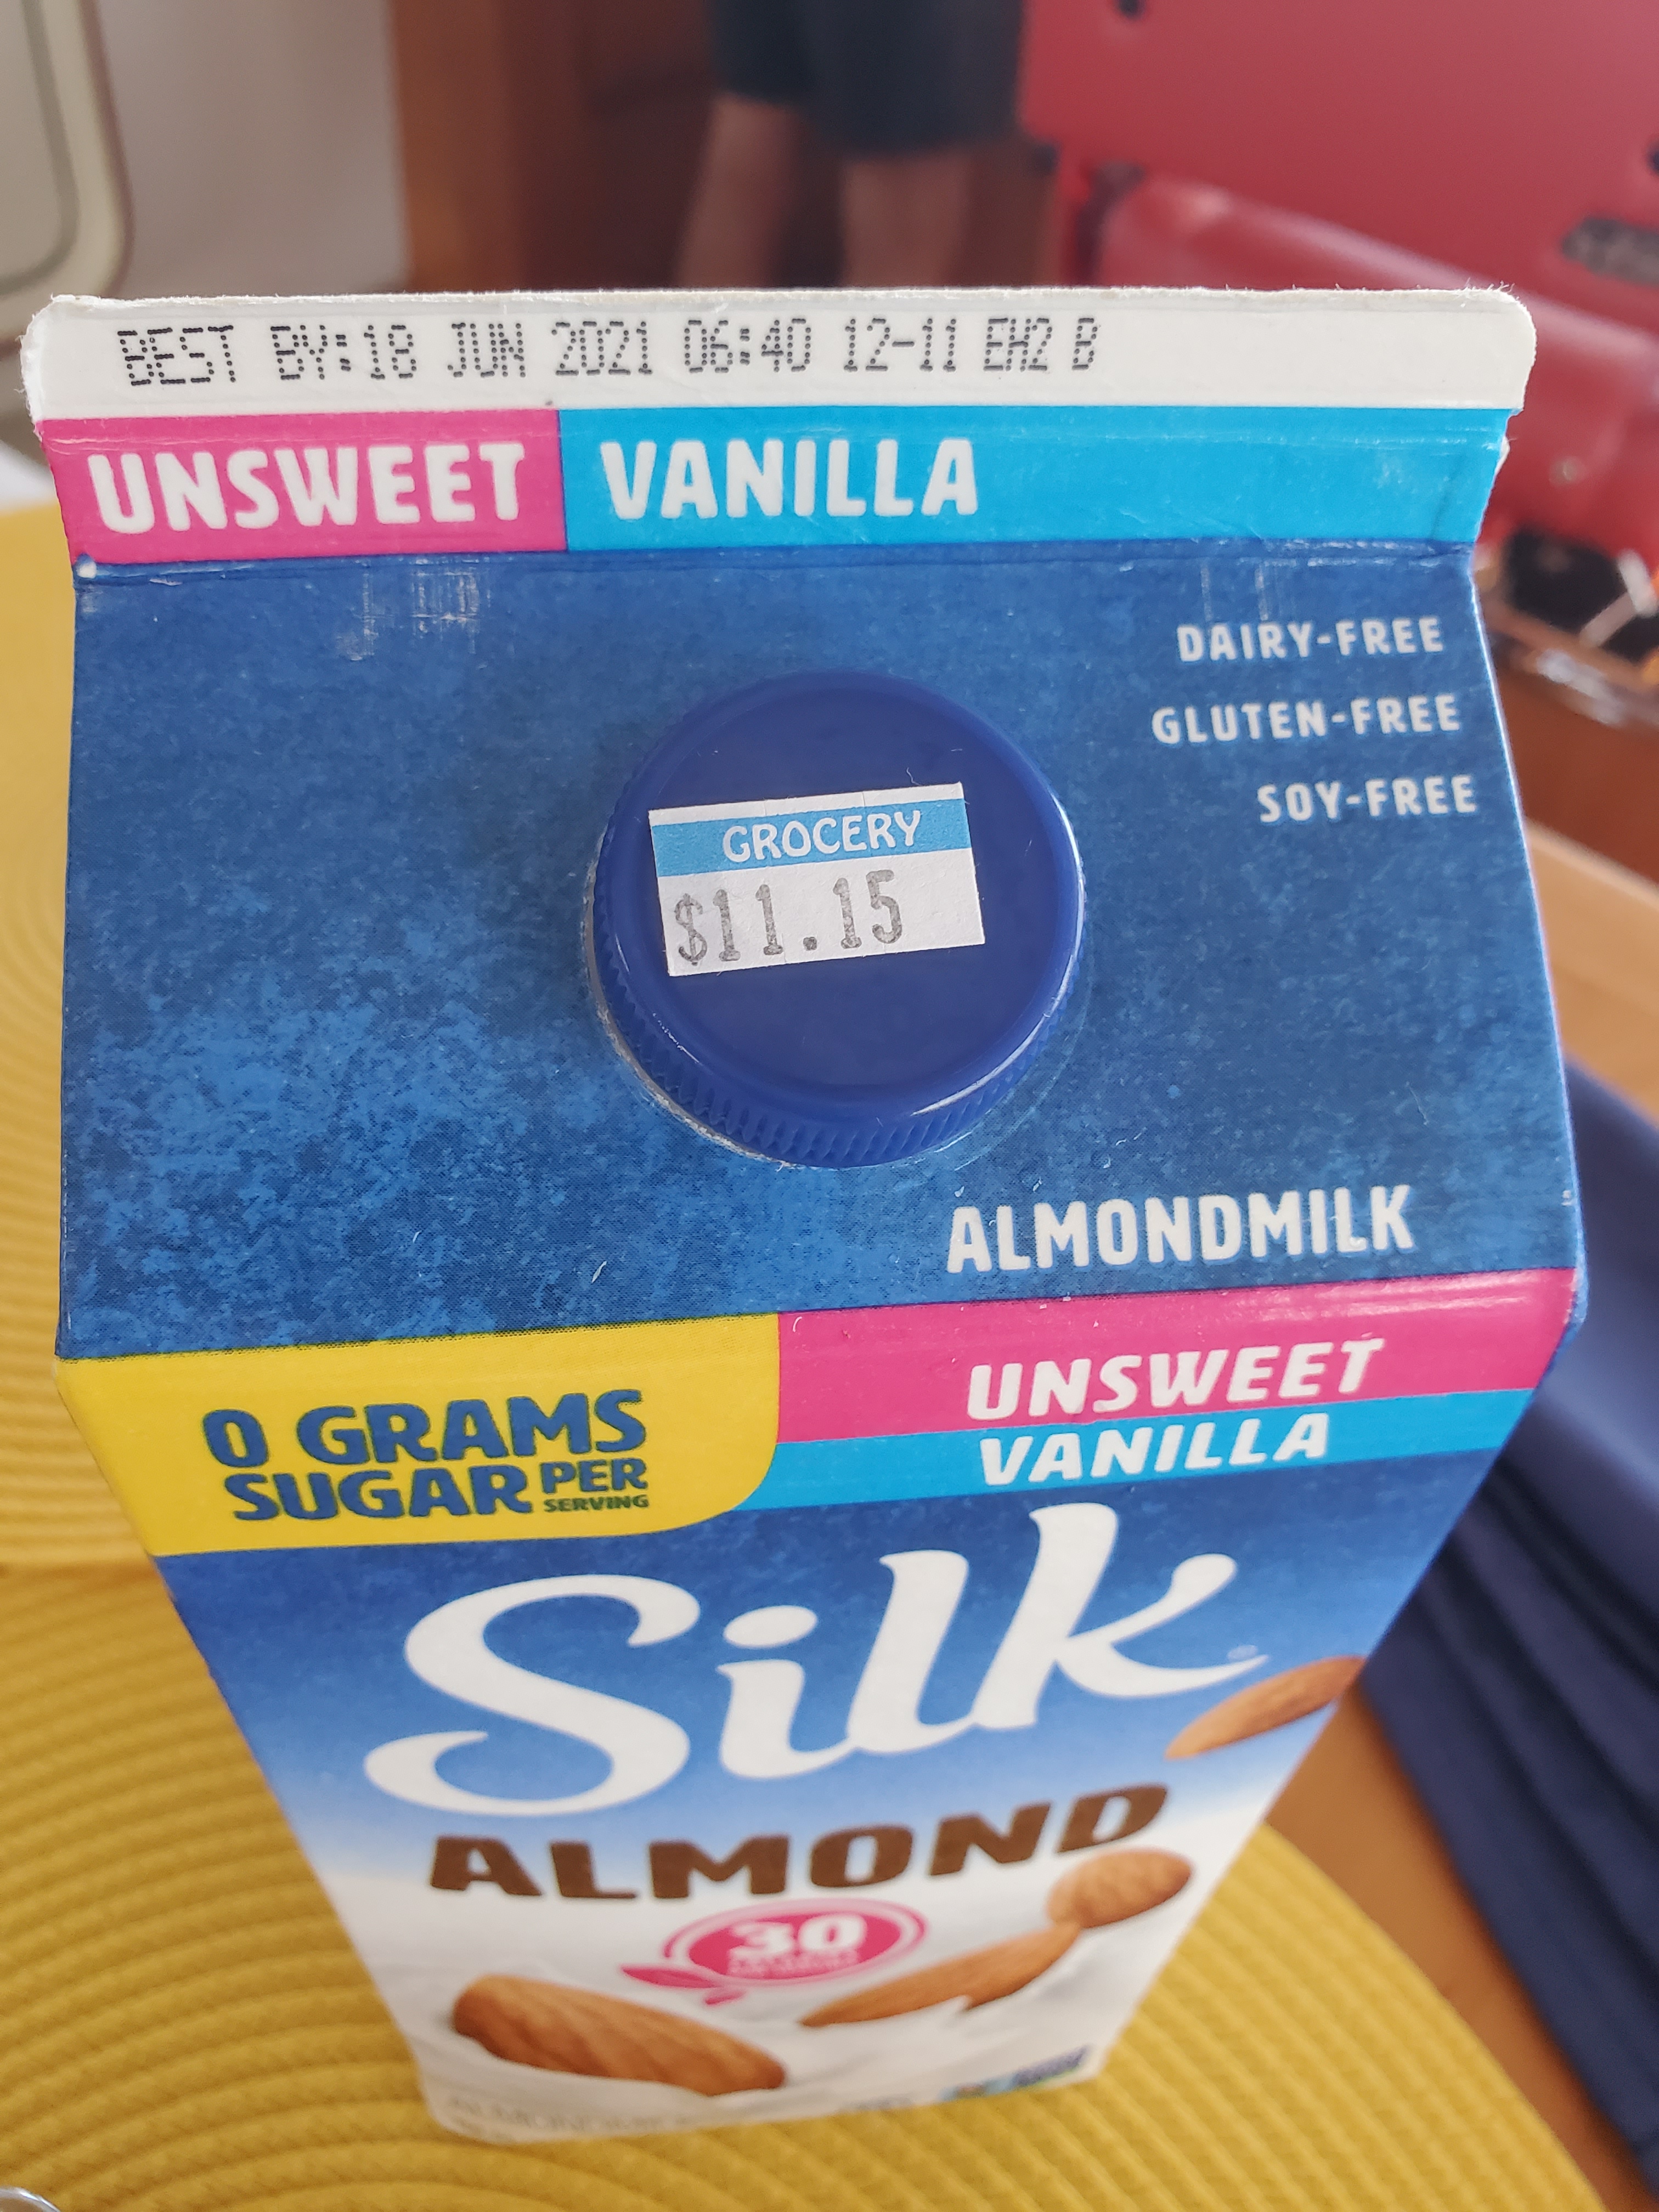 BEST BY:18 JUN 2021 06:40 12-11 EH2 B
UNSWEET VANILLA
DAIRY-FREE
GLUTEN-FREE
SOY-FREE
GROCERY
$11.15
ALMONDMILK
0 GRAMS
SUGAR PER
SERVING
UNSWEET
VANILLA
Silk
ALMOND
30